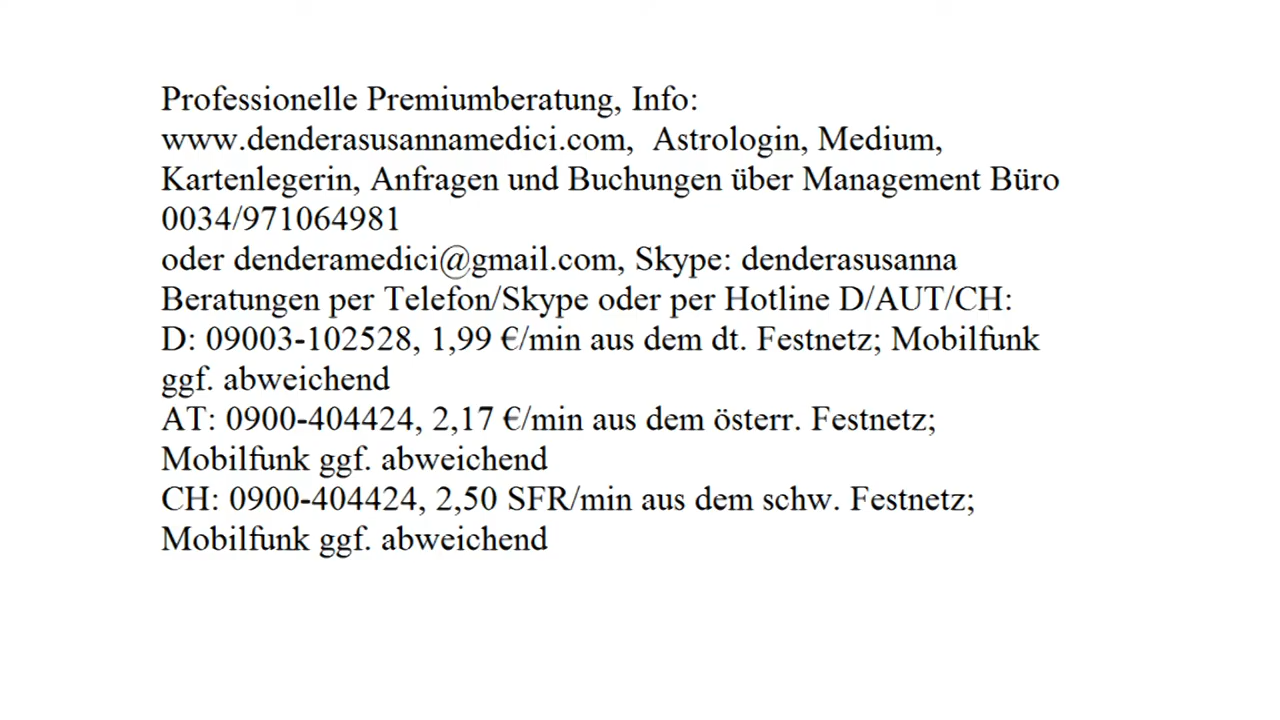 Professionelle Premiumberatung, Info:
www.denderasusannamedici.com,  Astrologin, Medium,
Kartenlegerin, Anfragen und Buchungen über Management Büro
0034/971064981
oder denderamedici@gmail.com, Skype: denderasusanna
Beratungen per Telefon/Skype oder per Hotline D/AUT/CH:
D: 09003-102528, 1,99 €/min aus dem dt. Festnetz; Mobilfunk
ggf. abweichend
AT: 0900-404424, 2,17 €/min aus dem österr. Festnetz;
Mobilfunk ggf. abweichend
CH: 0900-404424, 2,50 SFR/min aus dem schw. Festnetz;
Mobilfunk ggf. abweichend